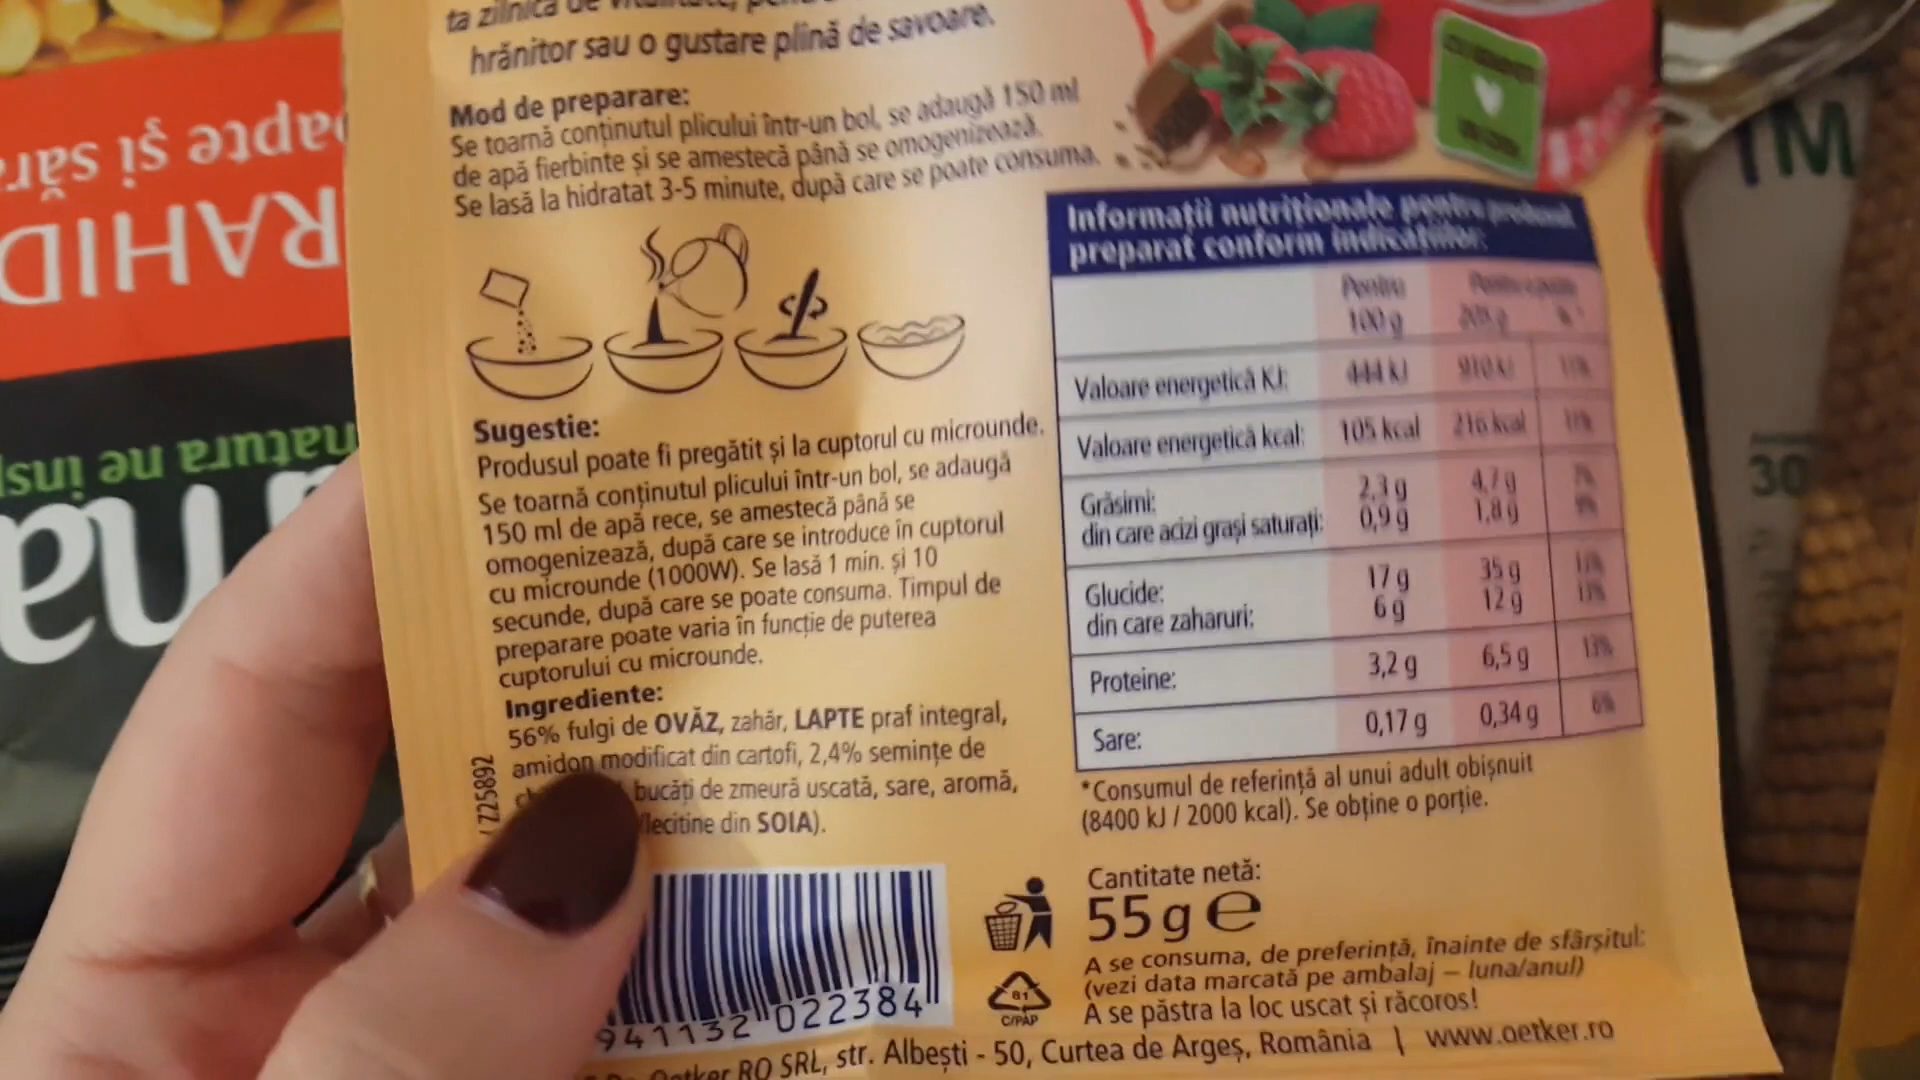 ta zilnică de
hrănitor sau o gustare plină de savoare.
Mod de preparare:
Se toarnă conținutul plicului într-un bol, se adaugă 150 ml
de apă fierbinte și se amestecă până se omogenizează.
Se lasă la hidratat 3-5 minute, după care se poate consuma.
Sugestie:
Produsul poate fi pregătit și la cuptorul cu microunde.
Se toarnă conținutul plicului într-un bol, se adaugă
150 ml de apă rece, se amestecă până se
omogenizează, după care se introduce în cuptorul
cu microunde (1000W). Se lasă 1 min. și 10
secunde, după care se poate consuma. Timpul de
preparare poate varia în funcție de puterea
cuptorului cu microunde.
Ingrediente:
56% fulgi de OVĂZ, zahăr, LAPTE praf integral,
amidon modificat din cartofi, 2,4% semințe de
bucăți de zmeură uscată, sare, aromă,
lecitine din SOIA).
725892
941132 022384
Informații nutriționale pentru produsul
preparat conform indicațiilor:
Pentru
100 g
Valoare energetică KJ: 444 kJ 910 kJ
Valoare energetică kcal: 105 kcal 216 kcal 11%
Grăsimi: 2,3 g 4,7 g
din care acizi grași saturați: 0,9 g 1,8 g
Glucide: 17 g 35 g
din care zaharuri: 6 g 12 g 13%
Proteine: 3,2 g 6,5 g 13%
Sare: 0,17 g 0,34 g 6%
*Consumul de referință al unui adult obișnuit
(8400 kJ / 2000 kcal). Se obține o porție.
Cantitate netă:
55 g e
A se consuma, de preferință, înainte de sfârșitul:
(vezi data marcată pe ambalaj – luna/anul)
A se păstra la loc uscat și răcoros!
81
C/PAP
Oetker RO SRL, str. Albești - 50, Curtea de Argeș, România | www.oetker.ro
RAHID
natura ne insp
na
TM
30